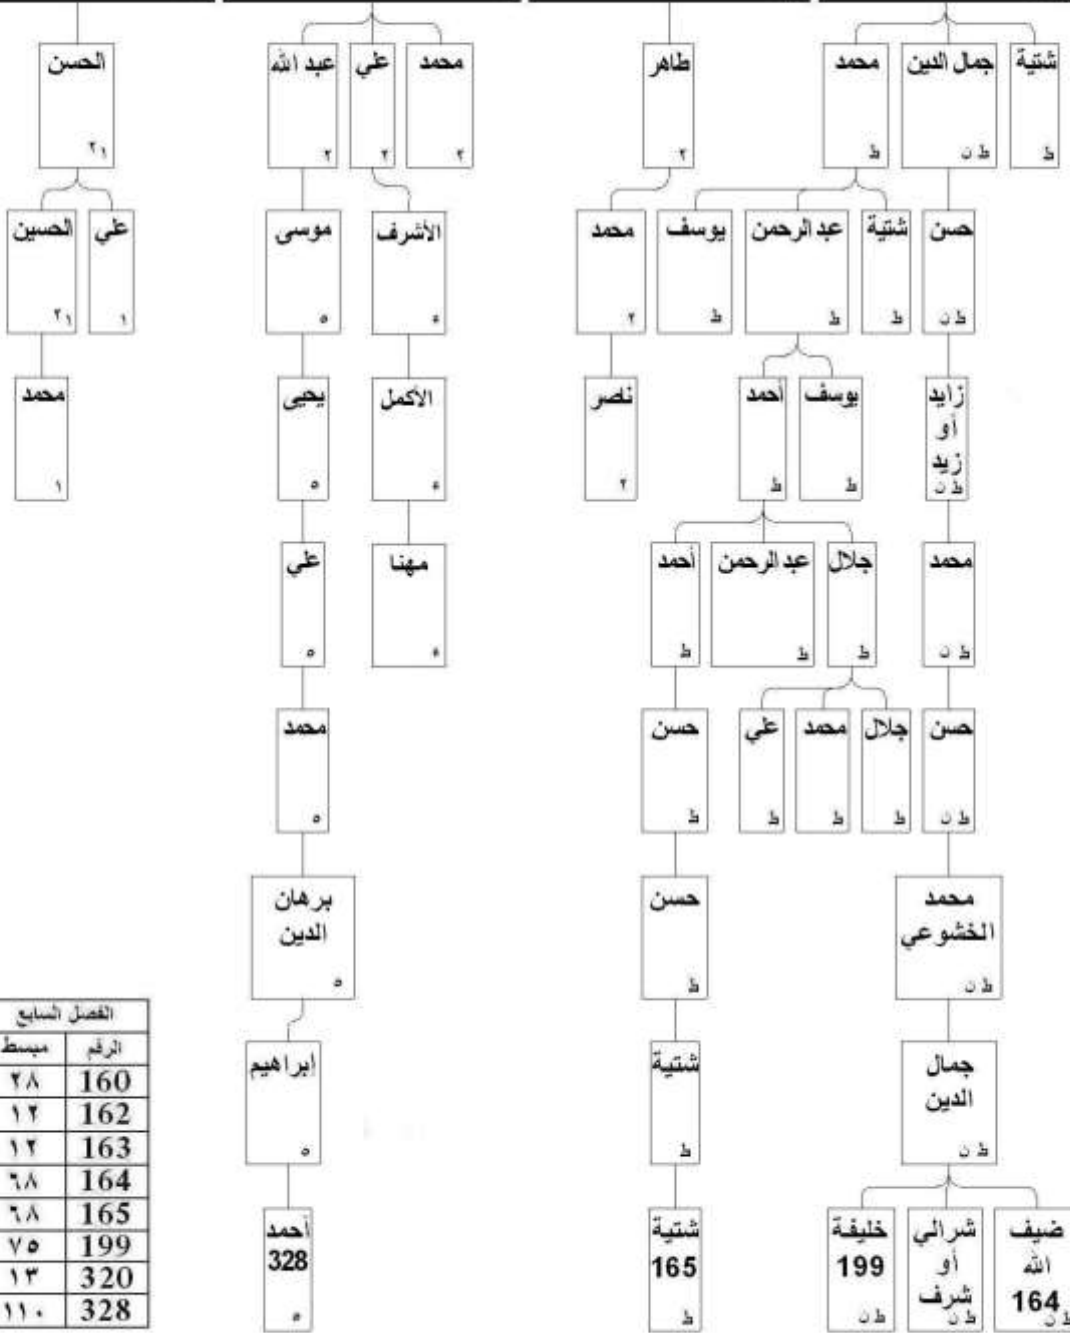 شتية
ط
جمال الدين
ط ن
محمد
ط
طاهر
٢
محمد
٢
علي
٢
عبد الله
٢
الحسن
٢١
حسن
ط ن
شتية
ط
عبد الرحمن
ط
يوسف
ط
محمد
٢
الأشرف
٤
موسى
٥
علي
١
الحسين
٢١
زايد
أو
زيد
ط ن
يوسف
ط
أحمد
ط
ناصر
٢
الأكمل
٤
يحيى
٥
محمد
١
محمد
ط ن
جلال
ط
عبد الرحمن
ط
أحمد
ط
مهنا
٤
علي
٥
حسن
ط ن
جلال
ط
محمد
ط
علي
ط
حسن
ط
محمد
٥
محمد
الخشوعي
ط ن
حسن
ط
برهان
الدين
٥
جمال
الدين
ط ن
شتية
ط
إبراهيم
٥
ضيف
الله
164
ط ن
شرالي
أو
شرف
ط ن
خليفة
199
ط ن
شتية
165
ط
أحمد
328
٥
الفصل السابع
الرقم مبسط
160 ٢٨
162 ١٢
163 ١٢
164 ٦٨
165 ٦٨
199 ٧٥
320 ١٣
328 ١١٠